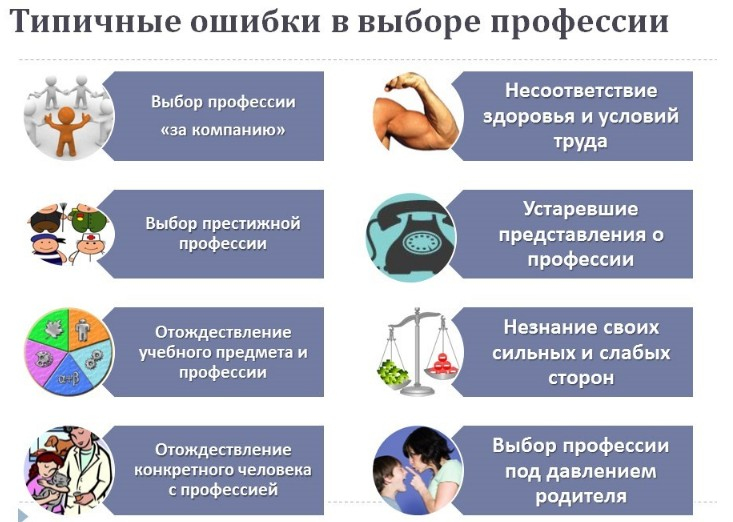 Типичные ошибки в выборе профессии
Выбор профессии
«за компанию»
Выбор престижной
профессии
Отождествление
учебного предмета и
профессии
Отождествление
конкретного человека
с профессией
Несоответствие
здоровья и условий
труда
Устаревшие
представления о
профессии
Незнание своих
сильных и слабых
сторон
Выбор профессии
под давлением
родителя